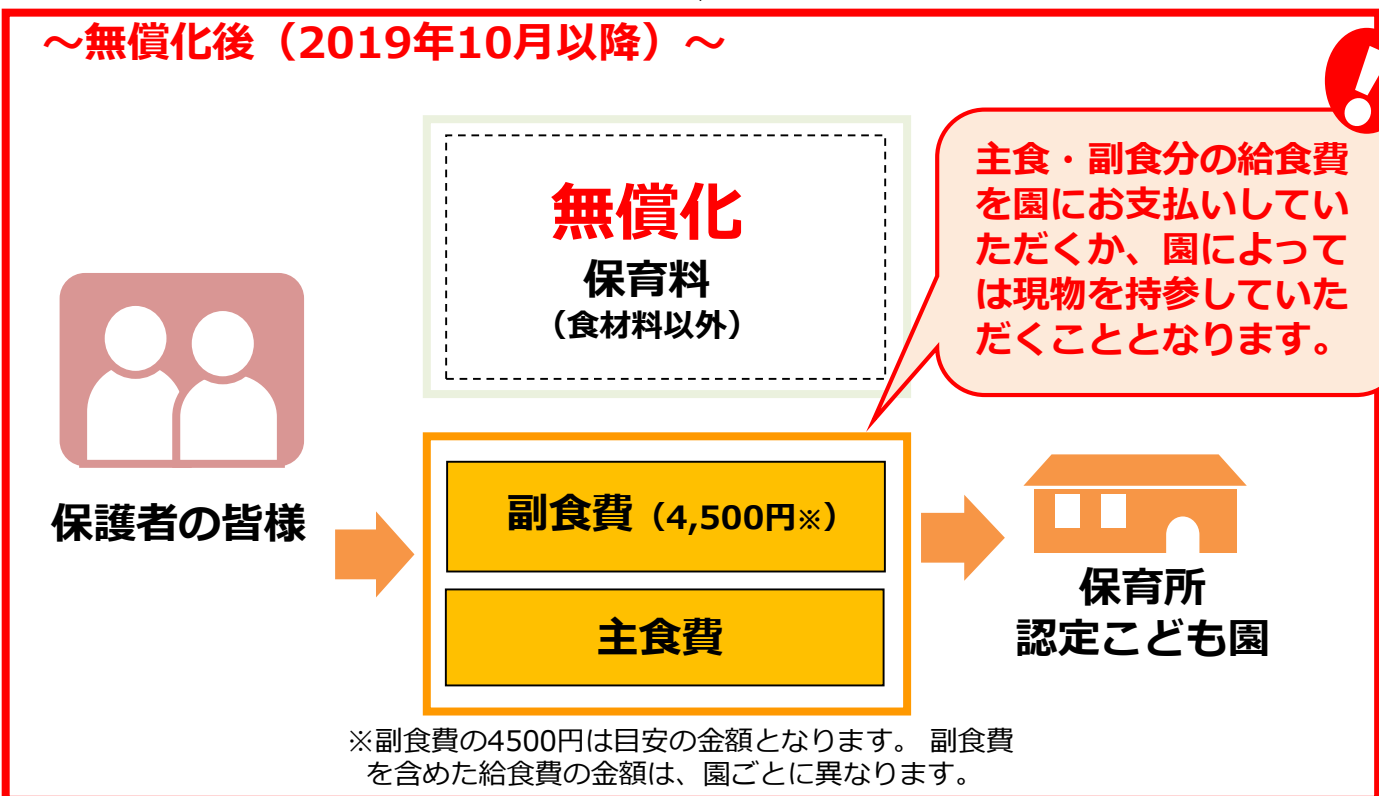 ～無償化後（2019年10月以降）～
無償化
保育料
（食材料以外）
主食・副食分の給食費
を園にお支払いしてい
ただくか、園によって
は現物を持参していた
だくこととなります。
保護者の皆様
副食費（4,500円※）
主食費
保育所
認定こども園
※副食費の4500円は目安の金額となります。 副食費
を含めた給食費の金額は、園ごとに異なります。